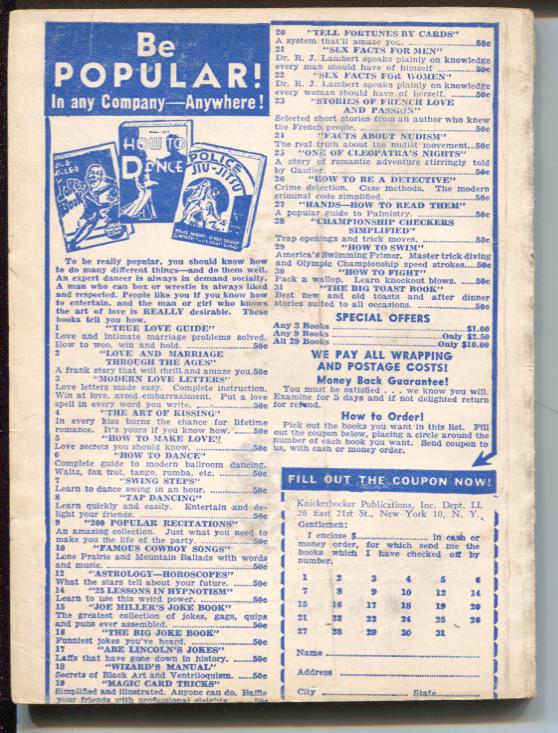 Be
POPULAR!
In any Company—Anywhere!
JOE MILLER'S
JOKE BOOK
HOW TO
DANCE
POLICE
JIU-JITSU
To be really popular, you should know how
to do many different things—and do them well.
An expert dancer is always in demand socially.
A man who can box or wrestle is always liked
and respected. People like you if you know how
to entertain, and the man or girl who knows
the art of love is REALLY desirable. These
books tell you how.
1 "TRUE LOVE GUIDE"
Love and intimate marriage problems solved.
How to woo, win and hold. 50c
2 "LOVE AND MARRIAGE
THROUGH THE AGES"
A frank story that will thrill and amaze you. 50c
3 "MODERN LOVE LETTERS"
Love letters made easy. Complete instruction.
Win at love, avoid embarrassment. Put a love
spell in every word you write. 50c
4 "THE ART OF KISSING"
In every kiss burns the chance for lifetime
romance. It's yours if you know how. 50c
5 "HOW TO MAKE LOVE"
Love secrets you should know. 50c
6 "HOW TO DANCE"
Complete guide to modern ballroom dancing.
Waltz, fox trot, tango, rumba, etc. 50c
7 "SWING STEPS"
Learn to dance swing in an hour. 50c
8 "TAP DANCING"
Learn quickly and easily. Entertain and de-
light your friends. 50c
9 "200 POPULAR RECITATIONS"
An amazing collection. Just what you need to
make you the life of the party. 50c
10 "FAMOUS COWBOY SONGS"
Lone Prairie and Mountain Ballads with words
and music. 50c
12 "ASTROLOGY—HOROSCOPES"
What the stars tell about your future. 50c
14 "25 LESSONS IN HYPNOTISM"
Learn to use this weird power. 50c
15 "JOE MILLER'S JOKE BOOK"
The greatest collection of jokes, gags, quips
and puns ever assembled. 50c
16 "THE BIG JOKE BOOK"
Funniest jokes you've heard. 50c
17 "ABE LINCOLN'S JOKES"
Laffs that have gone down in history. 50c
18 "WIZARD'S MANUAL"
Secrets of Black Art and Ventriloquism. 50c
19 "MAGIC CARD TRICKS"
Simplified and illustrated. Anyone can do. Baffle
your friends with professional sleights. 50c
20 "TELL FORTUNES BY CARDS"
A system that'll amaze you. 50c
21 "SEX FACTS FOR MEN"
Dr. R. J. Lambert speaks plainly on knowledge
every man should have of himself 50c
22 "SEX FACTS FOR WOMEN"
Dr. R. J. Lambert speaks plainly on knowledge
every woman should have of herself. 50c
23 "STORIES OF FRENCH LOVE
AND PASSION"
Selected short stories from an author who knew
the French people. 50c
24 "FACTS ABOUT NUDISM"
The real truth about the nudist movement 50c
25 "ONE OF CLEOPATRA'S NIGHTS"
A story of romantic adventure stirringly told
by Gautier. 50c
26 "HOW TO BE A DETECTIVE"
Crime detection. Case methods. The modern
criminal code simplified. 50c
27 "HANDS—HOW TO READ THEM"
A popular guide to Palmistry. 50c
28 "CHAMPIONSHIP CHECKERS
SIMPLIFIED"
Trap openings and trick moves. 50c
29 "HOW TO SWIM"
America's Swimming Primer. Master trick diving
and Olympic Championship speed strokes. 50c
30 "HOW TO FIGHT"
Pack a wallop. Learn knockout blows. 50c
31 "THE BIG TOAST BOOK"
Best new and old toasts and after dinner
stories suited to all occasions. 50c
SPECIAL OFFERS
Any 2 Books $1.00
Any 9 Books Only $2.50
All 29 Books Only $10.00
WE PAY ALL WRAPPING
AND POSTAGE COSTS!
Money Back Guarantee!
You must be satisfied . . . we know you will.
Examine for 5 days and if not delighted return
for refund.
How to Order!
Pick out the books you want in this list. Fill
out the coupon below, placing a circle around the
number of each book you want. Send coupon to
us, with cash or money order.
FILL OUT THE COUPON NOW!
Knickerbocker Publications, Inc. Dept. LL
26 East 21st St., New York 10, N. Y.
Gentlemen:
I enclose $ in cash or
money order, for which send me the
books which I have checked off by
number.
1 2 3 4 5 6
7 8 9 10 12 14
15 16 17 18 19 20
21 22 23 24 25 26
27 28 29 30 31
Name
Address
City State